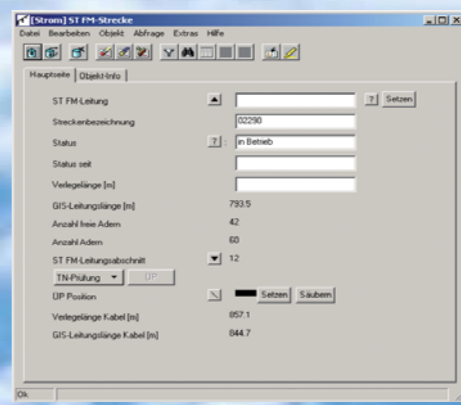 [Strom] ST FM-Strecke
Datei Bearbeiten Objekt Abfrage Extras Hilfe
Hauptseite Objekt-Info
ST FM-Leitung ? Setzen
Streckenbezeichnung 02290
Status ? : in Betrieb
Status seit
Verlegelänge [m]
GIS-Leitungslänge [m] 793.5
Anzahl freie Adern 42
Anzahl Adern 60
ST FM-Leitungsabschnitt 12
TN-Prüfung ÜP
ÜP Position Setzen Säubern
Verlegelänge Kabel [m] 857.1
GIS-Leitungslänge Kabel [m] 844.7
Ok